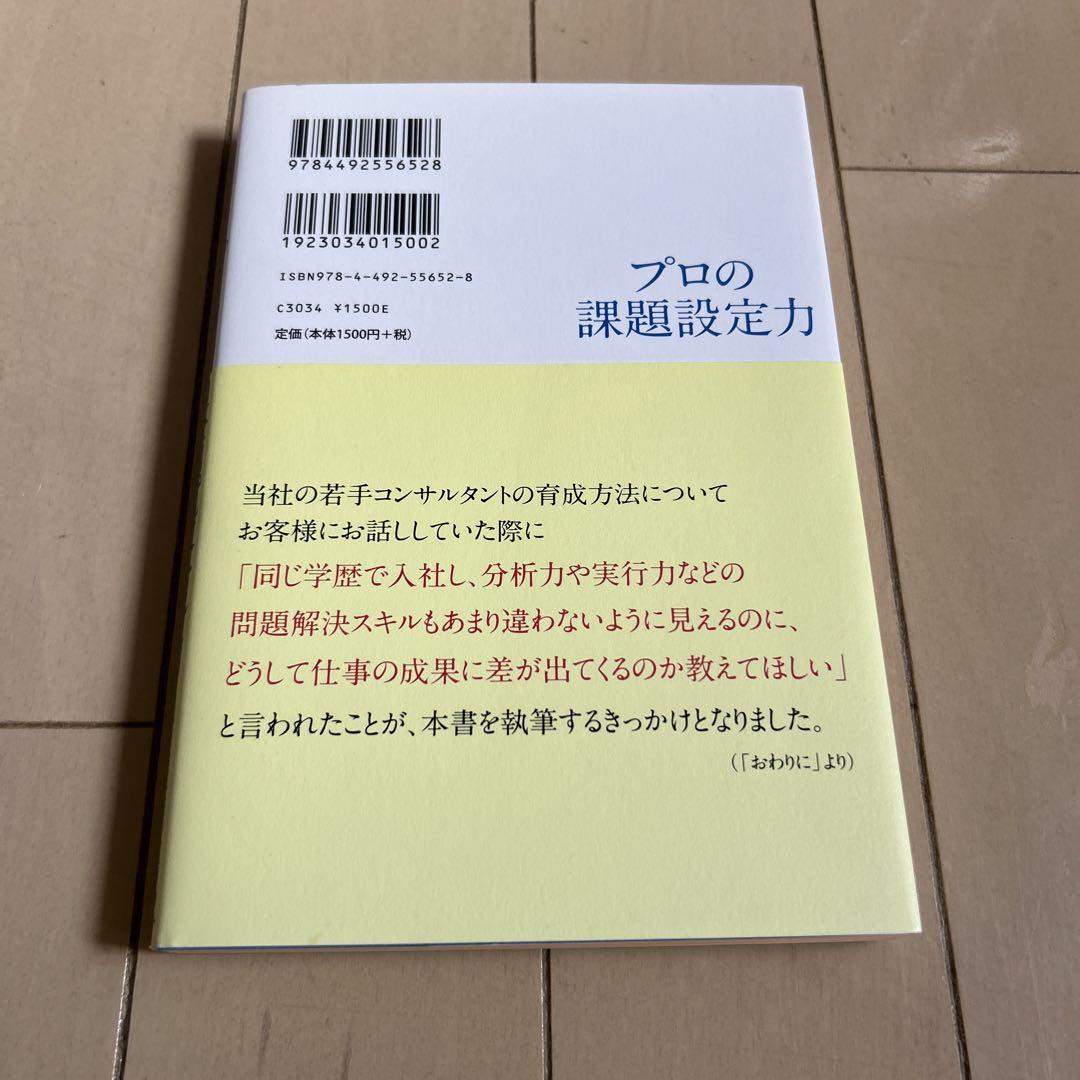 9784492556528
1923034015002
ISBN978-4-492-55652-8
C3034 ¥1500E
定価(本体1500円+税)
プロの
課題設定力
当社の若手コンサルタントの育成方法について
お客様にお話ししていた際に
「同じ学歴で入社し、分析力や実行力などの
問題解決スキルもあまり違わないように見えるのに、
どうして仕事の成果に差が出てくるのか教えてほしい」
と言われたことが、本書を執筆するきっかけとなりました。
(「おわりに」より)